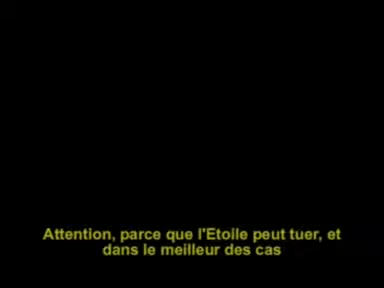 Attention, parce que l'Etoile peut tuer, et
dans le meilleur des cas